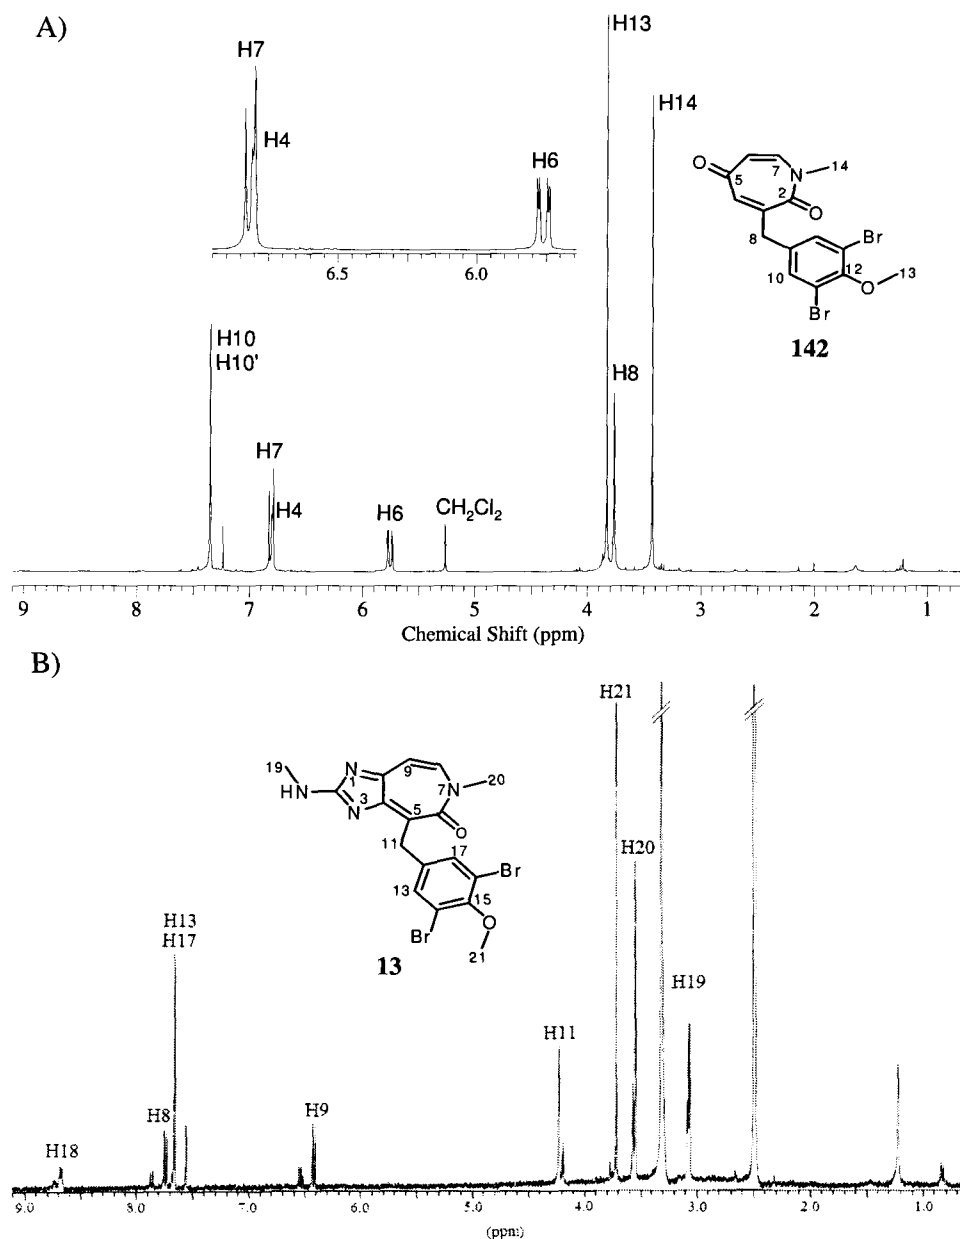 A)
H13
H7
H14
H4
H6
6.5 6.0
O
5
7
N
14
2
O
8
Br
10
12
13
O
Br
142
H10
H10'
H8
H7
H4
H6
CH2Cl2
9 8 7 6 5 4 3 2 1
Chemical Shift (ppm)
B)
H21
19
N
1
9
HN
7
N
20
N
3
5
O
11
17
H20
Br
13
15
O
Br
21
13
H13
H17
H19
H11
H8
H9
H18
9.0 8.0 7.0 6.0 5.0 4.0 3.0 2.0 1.0
(ppm)